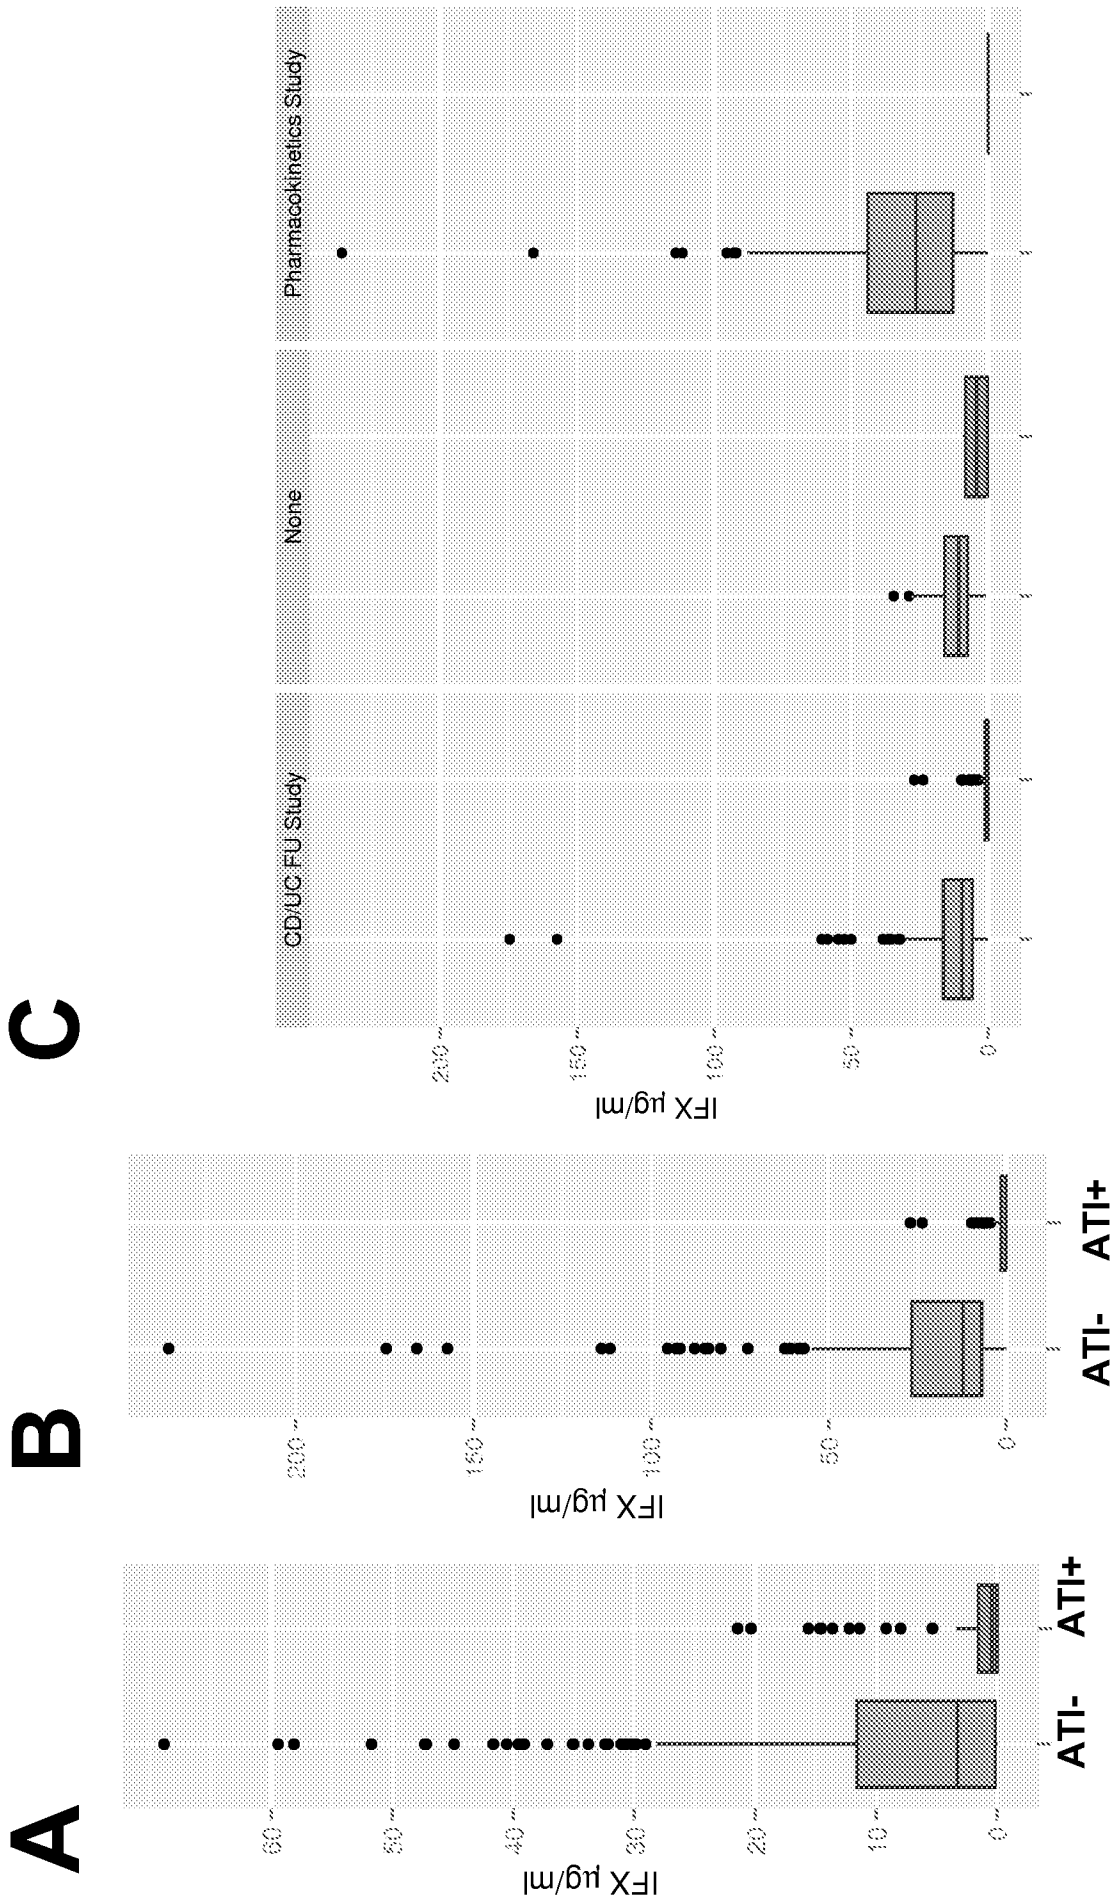 A
IFX µg/ml
60
50
40
30
20
10
0
ATI-
ATI+
B
IFX µg/ml
200
150
100
50
0
ATI-
ATI+
C
IFX µg/ml
200
150
100
50
0
CD/UC FU Study
None
Pharmacokinetics Study